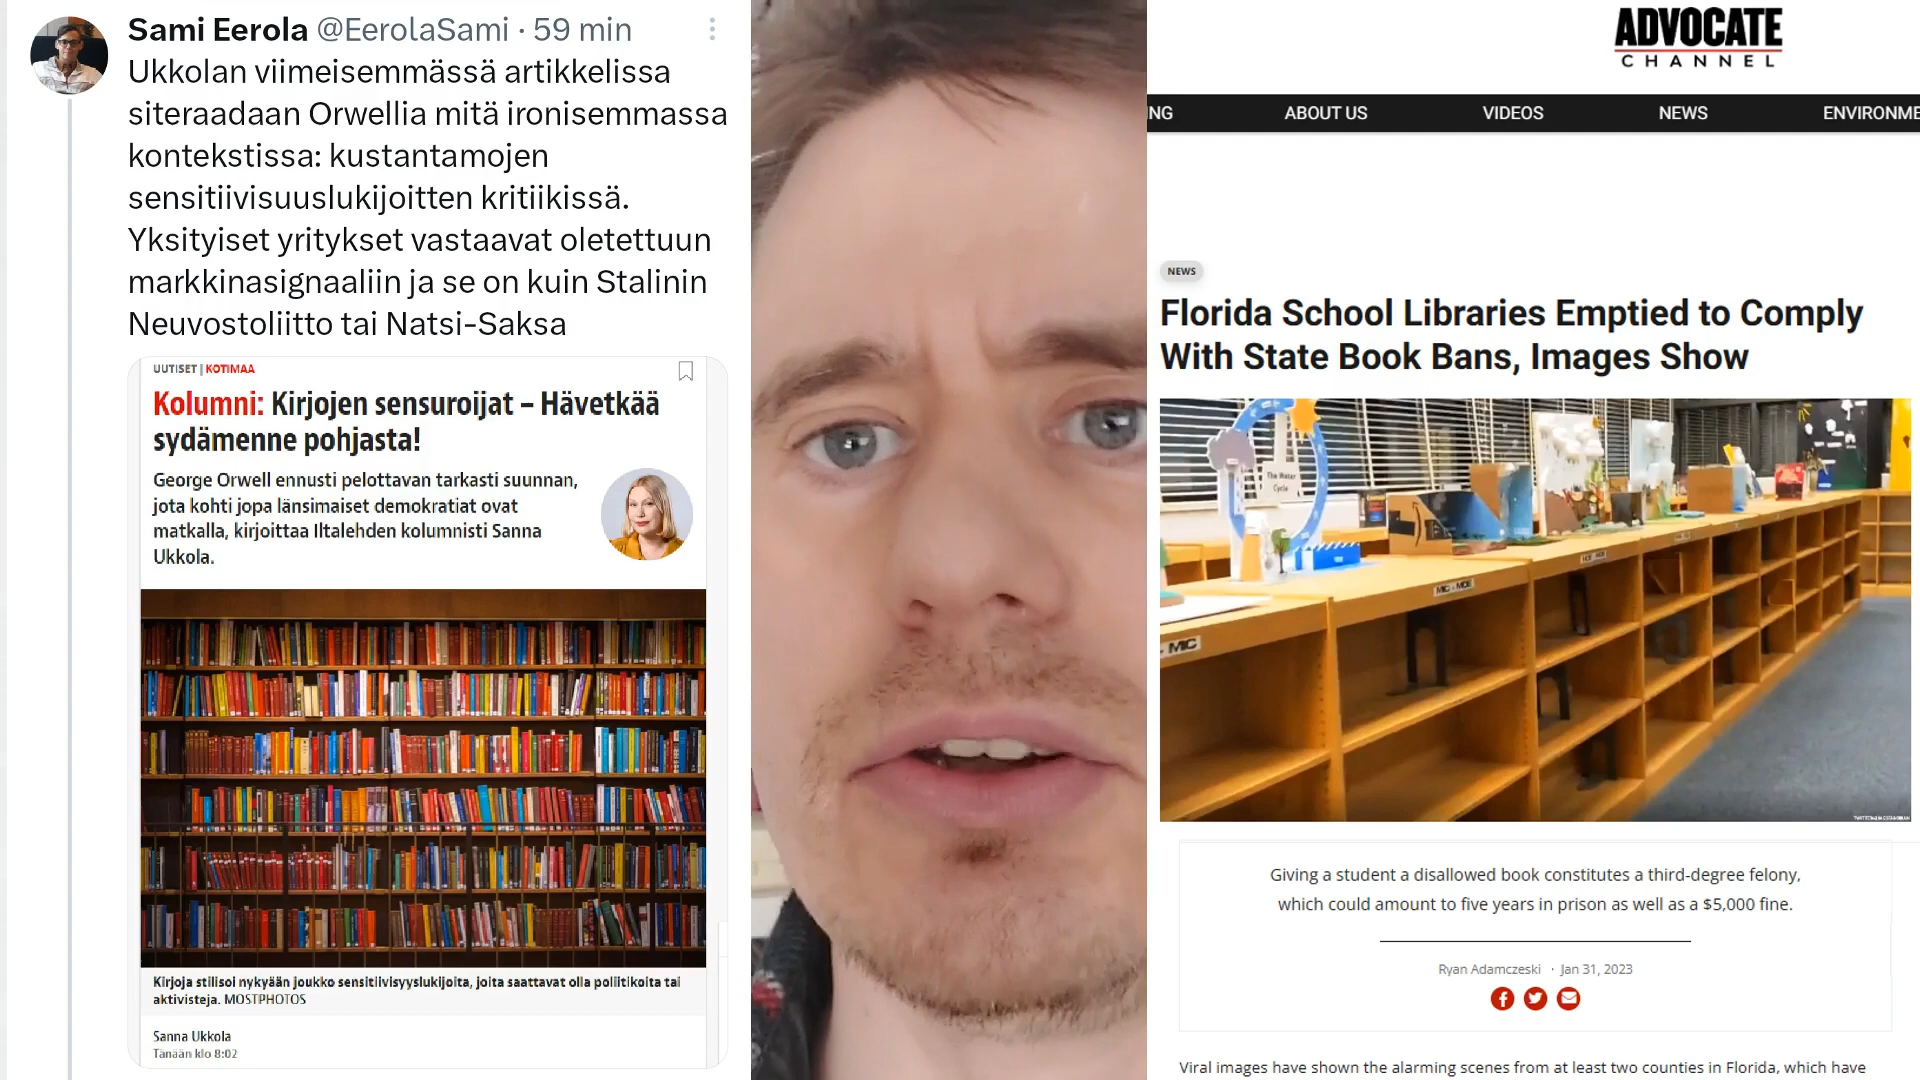 Sami Eerola @EerolaSami · 59 min
Ukkolan viimeisemmässä artikkelissa
siteraadaan Orwellia mitä ironisemmassa
kontekstissa: kustantamojen
sensitiivisuuslukijoitten kritiikissä.
Yksityiset yritykset vastaavat oletettuun
markkinasignaaliin ja se on kuin Stalinin
Neuvostoliitto tai Natsi-Saksa
UUTISET | KOTIMAA
Kolumni: Kirjojen sensuroijat – Hävetkää
sydämenne pohjasta!
George Orwell ennusti pelottavan tarkasti suunnan,
jota kohti jopa länsimaiset demokratiat ovat
matkalla, kirjoittaa Iltalehden kolumnisti Sanna
Ukkola.
Kirjoja stilisoi nykyään joukko sensitiivisyyslukijoita, joita saattavat olla poliitikoita tai
aktivisteja. MOSTPHOTOS
Sanna Ukkola
Tänään klo 8:02
ADVOCATE
CHANNEL
NG ABOUT US VIDEOS NEWS ENVIRONME
NEWS
Florida School Libraries Emptied to Comply
With State Book Bans, Images Show
The Water
Cycle
MIC - MOE
MIC
Giving a student a disallowed book constitutes a third-degree felony,
which could amount to five years in prison as well as a $5,000 fine.
Ryan Adamczeski · Jan 31, 2023
Viral images have shown the alarming scenes from at least two counties in Florida, which have